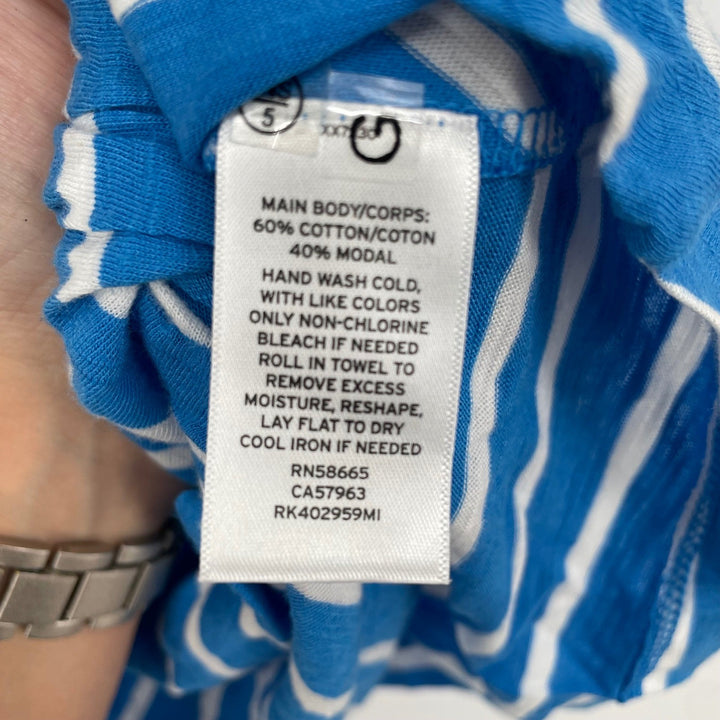 5
G
MAIN BODY/CORPS:
60% COTTON/COTON
40% MODAL
HAND WASH COLD,
WITH LIKE COLORS
ONLY NON-CHLORINE
BLEACH IF NEEDED
ROLL IN TOWEL TO
REMOVE EXCESS
MOISTURE, RESHAPE,
LAY FLAT TO DRY
COOL IRON IF NEEDED
RN58665
CA57963
RK402959MI